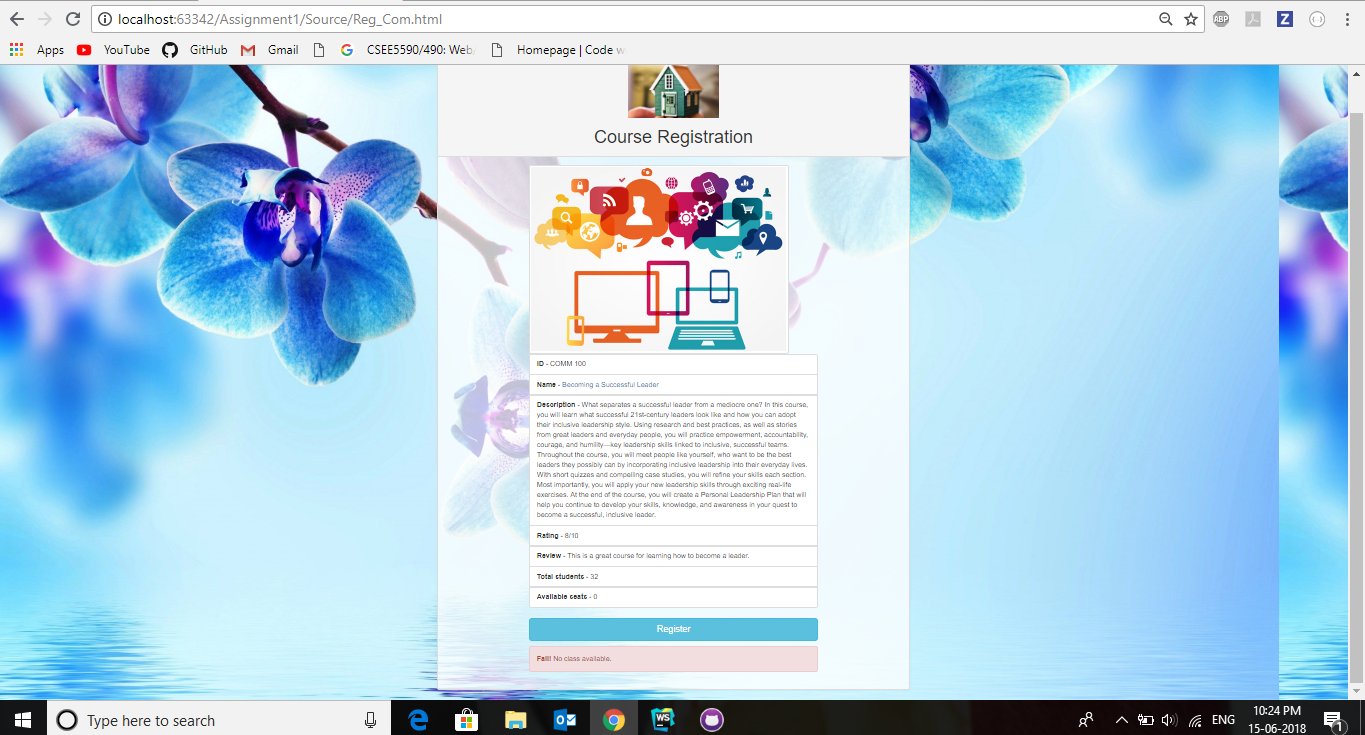 localhost:63342/Assignment1/Source/Reg_Com.html
ABP
Z
Apps YouTube GitHub Gmail CSEE5590/490: Web Homepage | Code w
Course Registration
ID - COMM 100
Name - Becoming a Successful Leader
Description - What separates a successful leader from a mediocre one? In this course,
you will learn what successful 21st-century leaders look like and how you can adopt
their inclusive leadership style. Using research and best practices, as well as stories
from great leaders and everyday people, you will practice empowerment, accountability,
courage, and humility—key leadership skills linked to inclusive, successful teams.
Throughout the course, you will meet people like yourself, who want to be the best
leaders they possibly can by incorporating inclusive leadership into their everyday lives.
With short quizzes and compelling case studies, you will refine your skills each section.
Most importantly, you will apply your new leadership skills through exciting real-life
exercises. At the end of the course, you will create a Personal Leadership Plan that will
help you continue to develop your skills, knowledge, and awareness in your quest to
become a successful, inclusive leader.
Rating - 8/10
Review - This is a great course for learning how to become a leader.
Total students - 32
Available seats - 0
Register
Fail! No class available.
Type here to search
WS
ENG
10:24 PM
15-06-2018
1